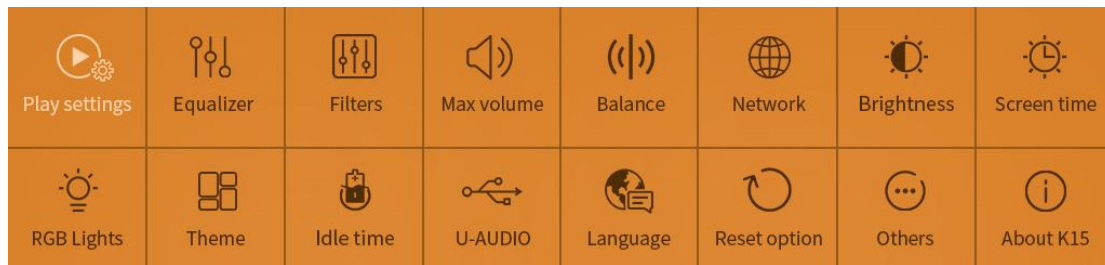 Play settings
Equalizer
Filters
Max volume
Balance
Network
Brightness
Screen time
RGB Lights
Theme
Idle time
U-AUDIO
Language
Reset option
Others
About K15